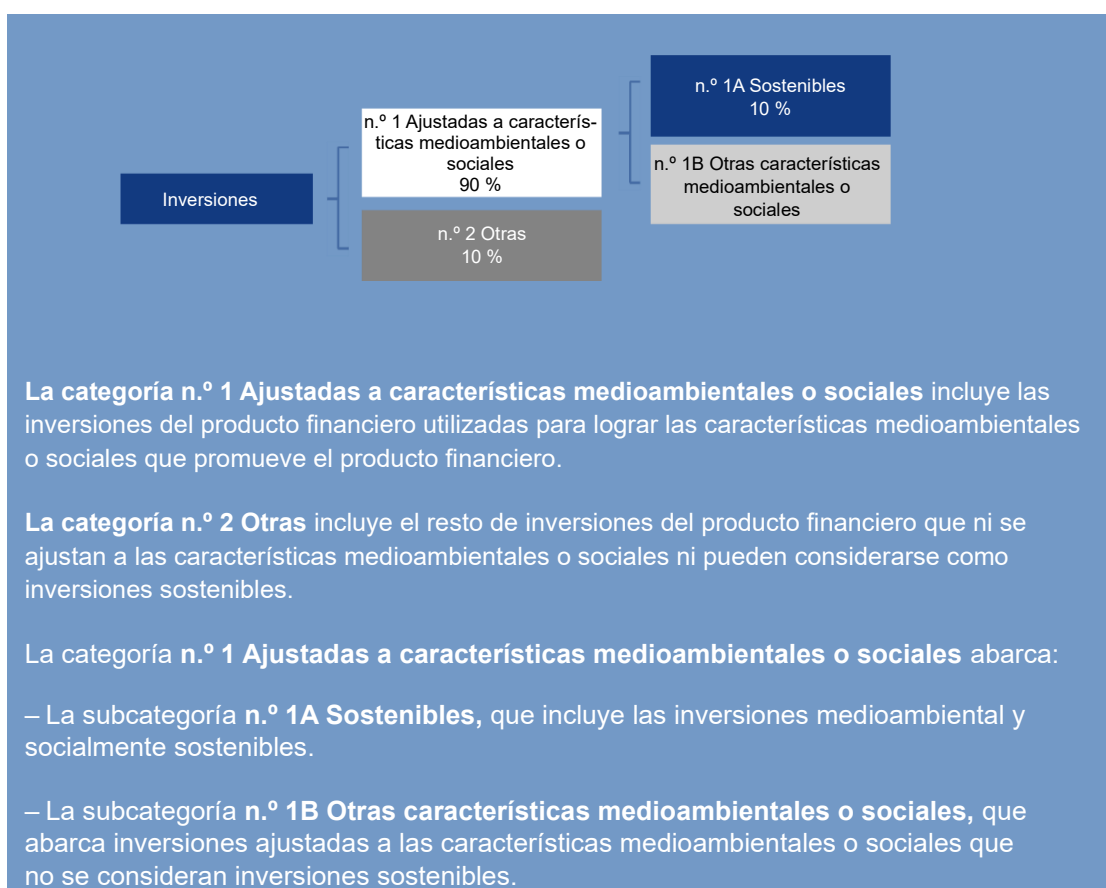 Inversiones
n.º 1 Ajustadas a caracterís-
ticas medioambientales o
sociales
90 %
n.º 2 Otras
10 %
n.º 1A Sostenibles
10 %
n.º 1B Otras características
medioambientales o
sociales
La categoría n.º 1 Ajustadas a características medioambientales o sociales incluye las
inversiones del producto financiero utilizadas para lograr las características medioambientales
o sociales que promueve el producto financiero.
La categoría n.º 2 Otras incluye el resto de inversiones del producto financiero que ni se
ajustan a las características medioambientales o sociales ni pueden considerarse como
inversiones sostenibles.
La categoría n.º 1 Ajustadas a características medioambientales o sociales abarca:
– La subcategoría n.º 1A Sostenibles, que incluye las inversiones medioambiental y
socialmente sostenibles.
– La subcategoría n.º 1B Otras características medioambientales o sociales, que
abarca inversiones ajustadas a las características medioambientales o sociales que
no se consideran inversiones sostenibles.